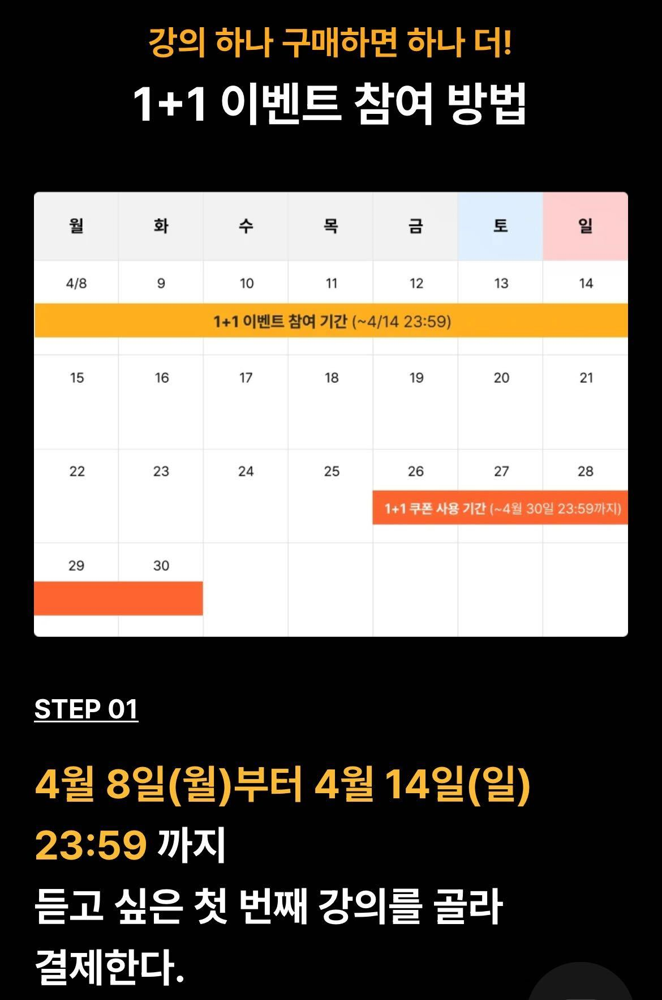 강의 하나 구매하면 하나 더!
1+1 이벤트 참여 방법
월 화 수 목 금 토 일
4/8 9 10 11 12 13 14
1+1 이벤트 참여 기간 (~4/14 23:59)
15 16 17 18 19 20 21
22 23 24 25 26 27 28
1+1 쿠폰 사용 기간 (~4월 30일 23:59까지)
29 30
STEP 01
4월 8일(월)부터 4월 14일(일)
23:59 까지
듣고 싶은 첫 번째 강의를 골라
결제한다.